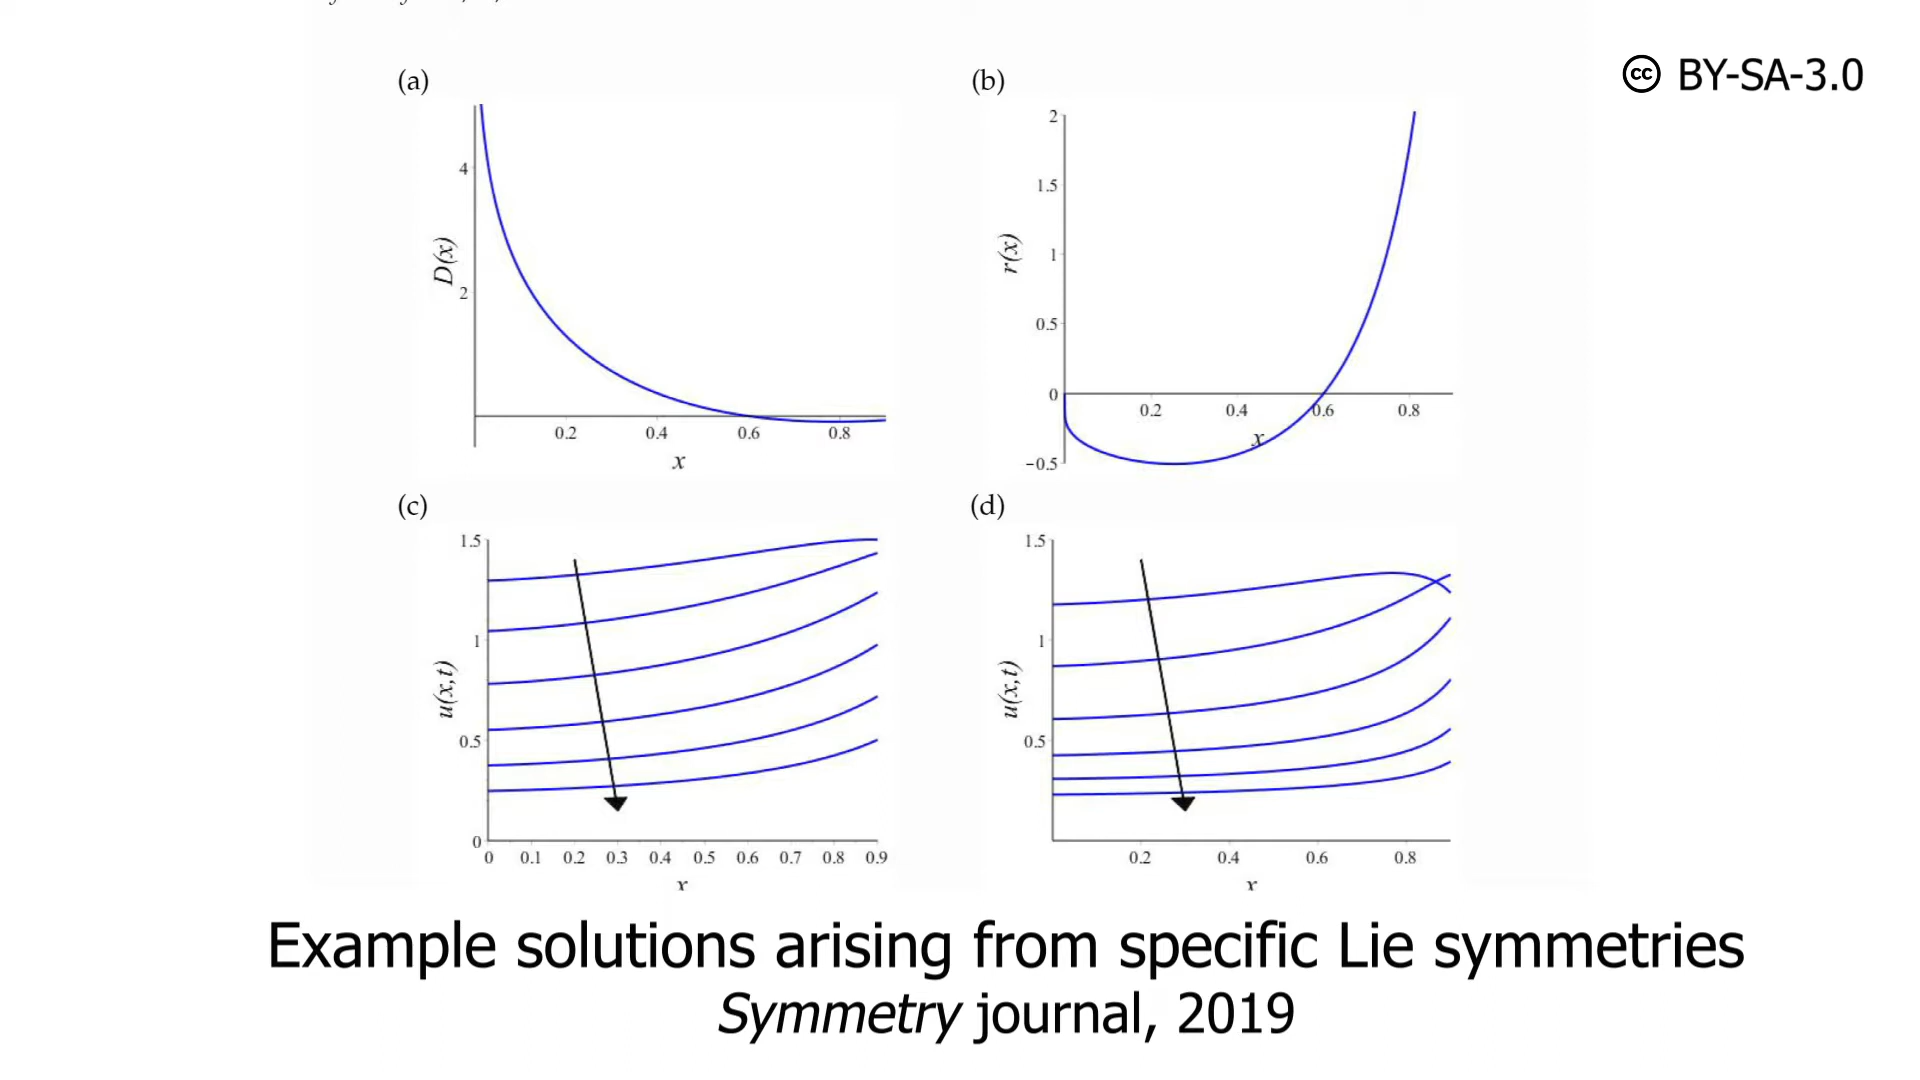 (a)
(b)
cc BY-SA-3.0
4
2
D(x)
0.2 0.4 0.6 0.8
x
2
1.5
1
0.5
0
−0.5
r(x)
0.2 0.4 0.6 0.8
x
(c)
(d)
1.5
1
0.5
0
u(x,t)
0 0.1 0.2 0.3 0.4 0.5 0.6 0.7 0.8 0.9
x
1.5
1
0.5
u(x,t)
0.2 0.4 0.6 0.8
x
Example solutions arising from specific Lie symmetries
Symmetry journal, 2019